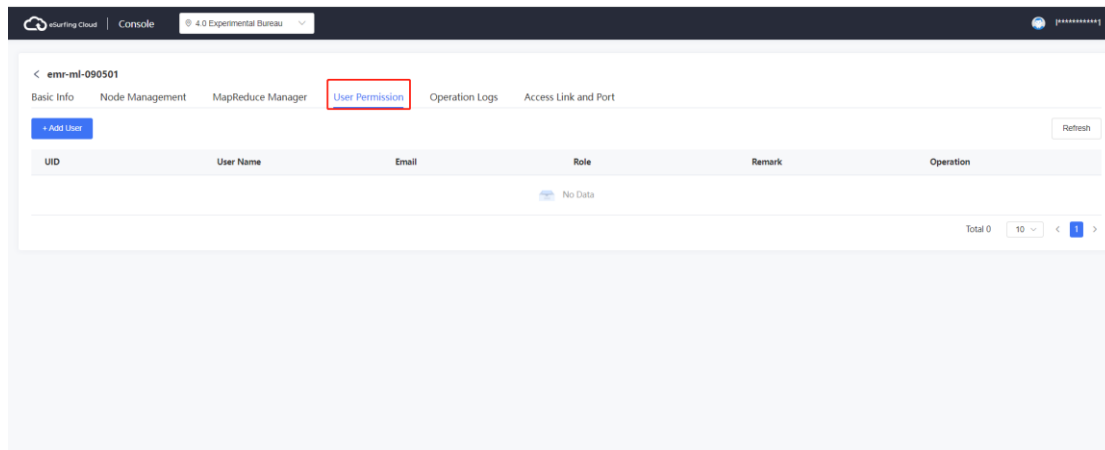 eSurfing Cloud | Console 4.0 Experimental Bureau l***********1
< emr-ml-090501
Basic Info Node Management MapReduce Manager User Permission Operation Logs Access Link and Port
+ Add User Refresh
UID User Name Email Role Remark Operation
No Data
Total 0 10 < 1 >